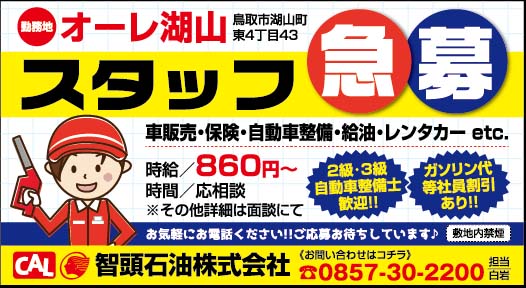 勤務地 オーレ湖山 鳥取市湖山町
東4丁目43
スタッフ急募
車販売・保険・自動車整備・給油・レンタカー etc.
時給／860円～
時間／応相談
※その他詳細は面談にて
2級・3級
自動車整備士
歓迎!!
ガソリン代
等社員割引
あり!!
お気軽にお電話ください!!ご応募お待ちしています♪ 敷地内禁煙
CAL 智頭石油株式会社
《お問い合わせはコチラ》
☎0857-30-2200 担当
白岩